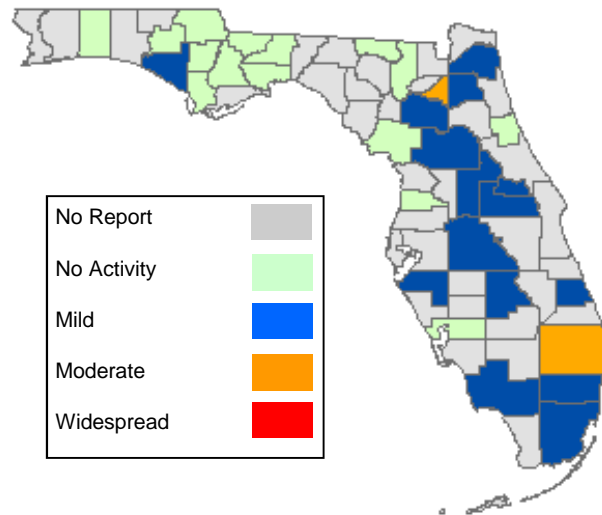 No Report
No Activity
Mild
Moderate
Widespread